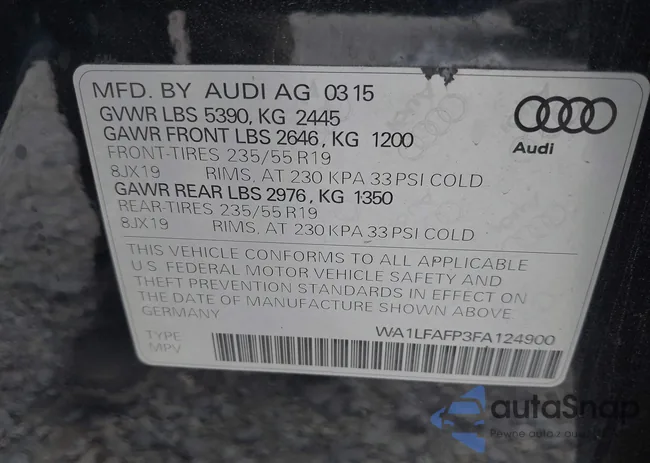 MFD. BY AUDI AG 03 15
GVWR LBS 5390, KG 2445
GAWR FRONT LBS 2646, KG 1200
FRONT-TIRES 235/55 R19
8JX19 RIMS, AT 230 KPA 33 PSI COLD
GAWR REAR LBS 2976, KG 1350
REAR-TIRES 235/55 R19
8JX19 RIMS, AT 230 KPA 33 PSI COLD
Audi
THIS VEHICLE CONFORMS TO ALL APPLICABLE
U.S. FEDERAL MOTOR VEHICLE SAFETY AND
THEFT PREVENTION STANDARDS IN EFFECT ON
THE DATE OF MANUFACTURE SHOWN ABOVE.
GERMANY
WA1LFAFP3FA124900
TYPE
MPV
autaSnap
Pewne auto z aukcji